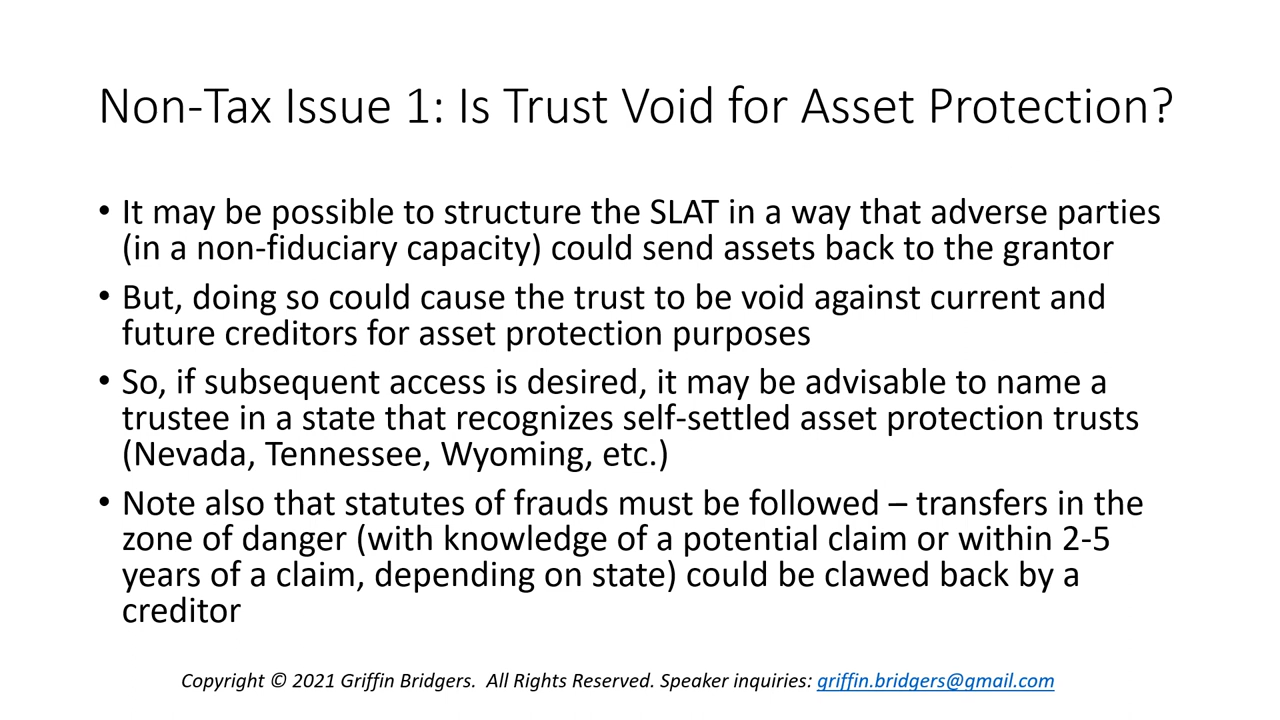 Non-Tax Issue 1: Is Trust Void for Asset Protection?
• It may be possible to structure the SLAT in a way that adverse parties
(in a non-fiduciary capacity) could send assets back to the grantor
• But, doing so could cause the trust to be void against current and
future creditors for asset protection purposes
• So, if subsequent access is desired, it may be advisable to name a
trustee in a state that recognizes self-settled asset protection trusts
(Nevada, Tennessee, Wyoming, etc.)
• Note also that statutes of frauds must be followed – transfers in the
zone of danger (with knowledge of a potential claim or within 2-5
years of a claim, depending on state) could be clawed back by a
creditor
Copyright © 2021 Griffin Bridgers.  All Rights Reserved. Speaker inquiries: griffin.bridgers@gmail.com